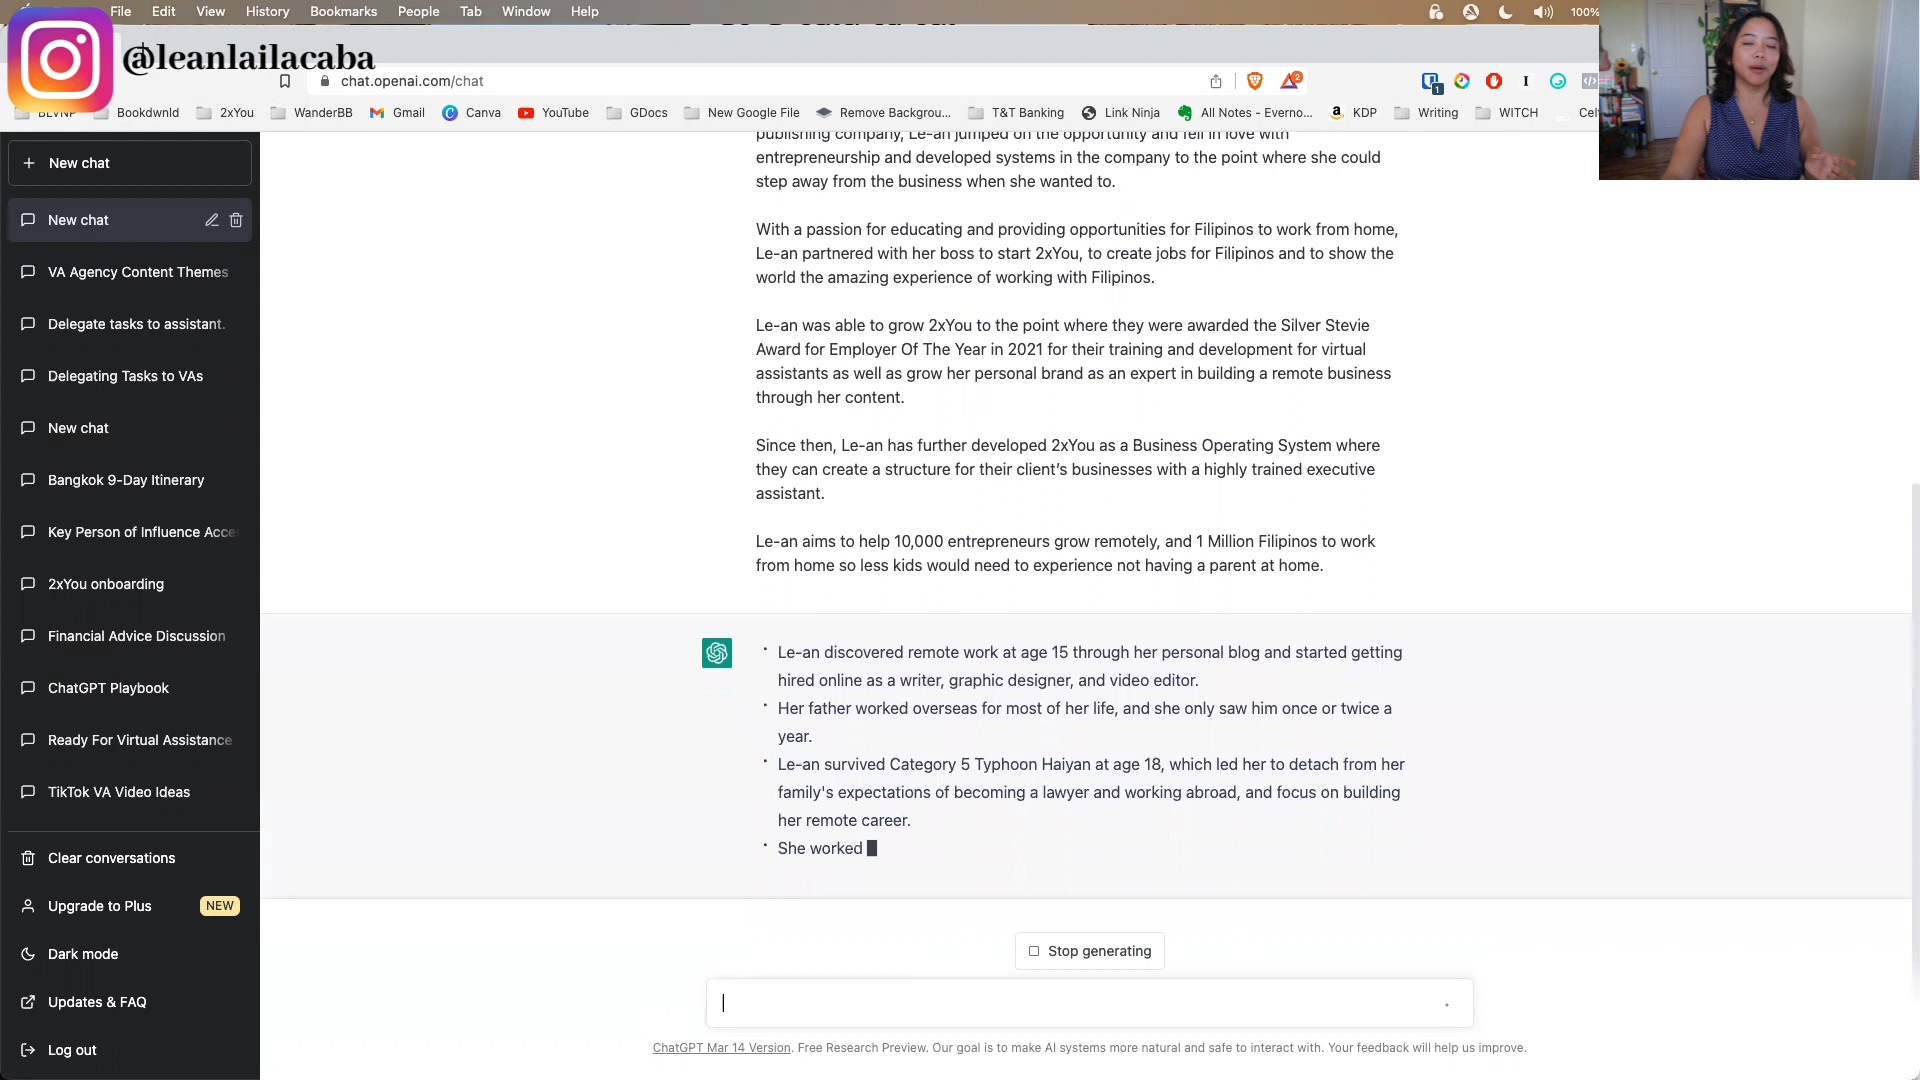 File Edit View History Bookmarks People Tab Window Help
100%
@leanlailacaba
chat.openai.com/chat
2
1
BLVNP Bookdwnld 2xYou WanderBB Gmail Canva YouTube GDocs New Google File Remove Backgrou... T&T Banking Link Ninja All Notes - Everno... KDP Writing WITCH Cel
New chat
New chat
VA Agency Content Themes
Delegate tasks to assistant.
Delegating Tasks to VAs
New chat
Bangkok 9-Day Itinerary
Key Person of Influence Acce
2xYou onboarding
Financial Advice Discussion
ChatGPT Playbook
Ready For Virtual Assistance
TikTok VA Video Ideas
Clear conversations
Upgrade to Plus NEW
Dark mode
Updates & FAQ
Log out
publishing company, Le-an jumped on the opportunity and fell in love with
entrepreneurship and developed systems in the company to the point where she could
step away from the business when she wanted to.
With a passion for educating and providing opportunities for Filipinos to work from home,
Le-an partnered with her boss to start 2xYou, to create jobs for Filipinos and to show the
world the amazing experience of working with Filipinos.
Le-an was able to grow 2xYou to the point where they were awarded the Silver Stevie
Award for Employer Of The Year in 2021 for their training and development for virtual
assistants as well as grow her personal brand as an expert in building a remote business
through her content.
Since then, Le-an has further developed 2xYou as a Business Operating System where
they can create a structure for their client’s businesses with a highly trained executive
assistant.
Le-an aims to help 10,000 entrepreneurs grow remotely, and 1 Million Filipinos to work
from home so less kids would need to experience not having a parent at home.
• Le-an discovered remote work at age 15 through her personal blog and started getting
hired online as a writer, graphic designer, and video editor.
• Her father worked overseas for most of her life, and she only saw him once or twice a
year.
• Le-an survived Category 5 Typhoon Haiyan at age 18, which led her to detach from her
family's expectations of becoming a lawyer and working abroad, and focus on building
her remote career.
• She worked
Stop generating
ChatGPT Mar 14 Version. Free Research Preview. Our goal is to make AI systems more natural and safe to interact with. Your feedback will help us improve.